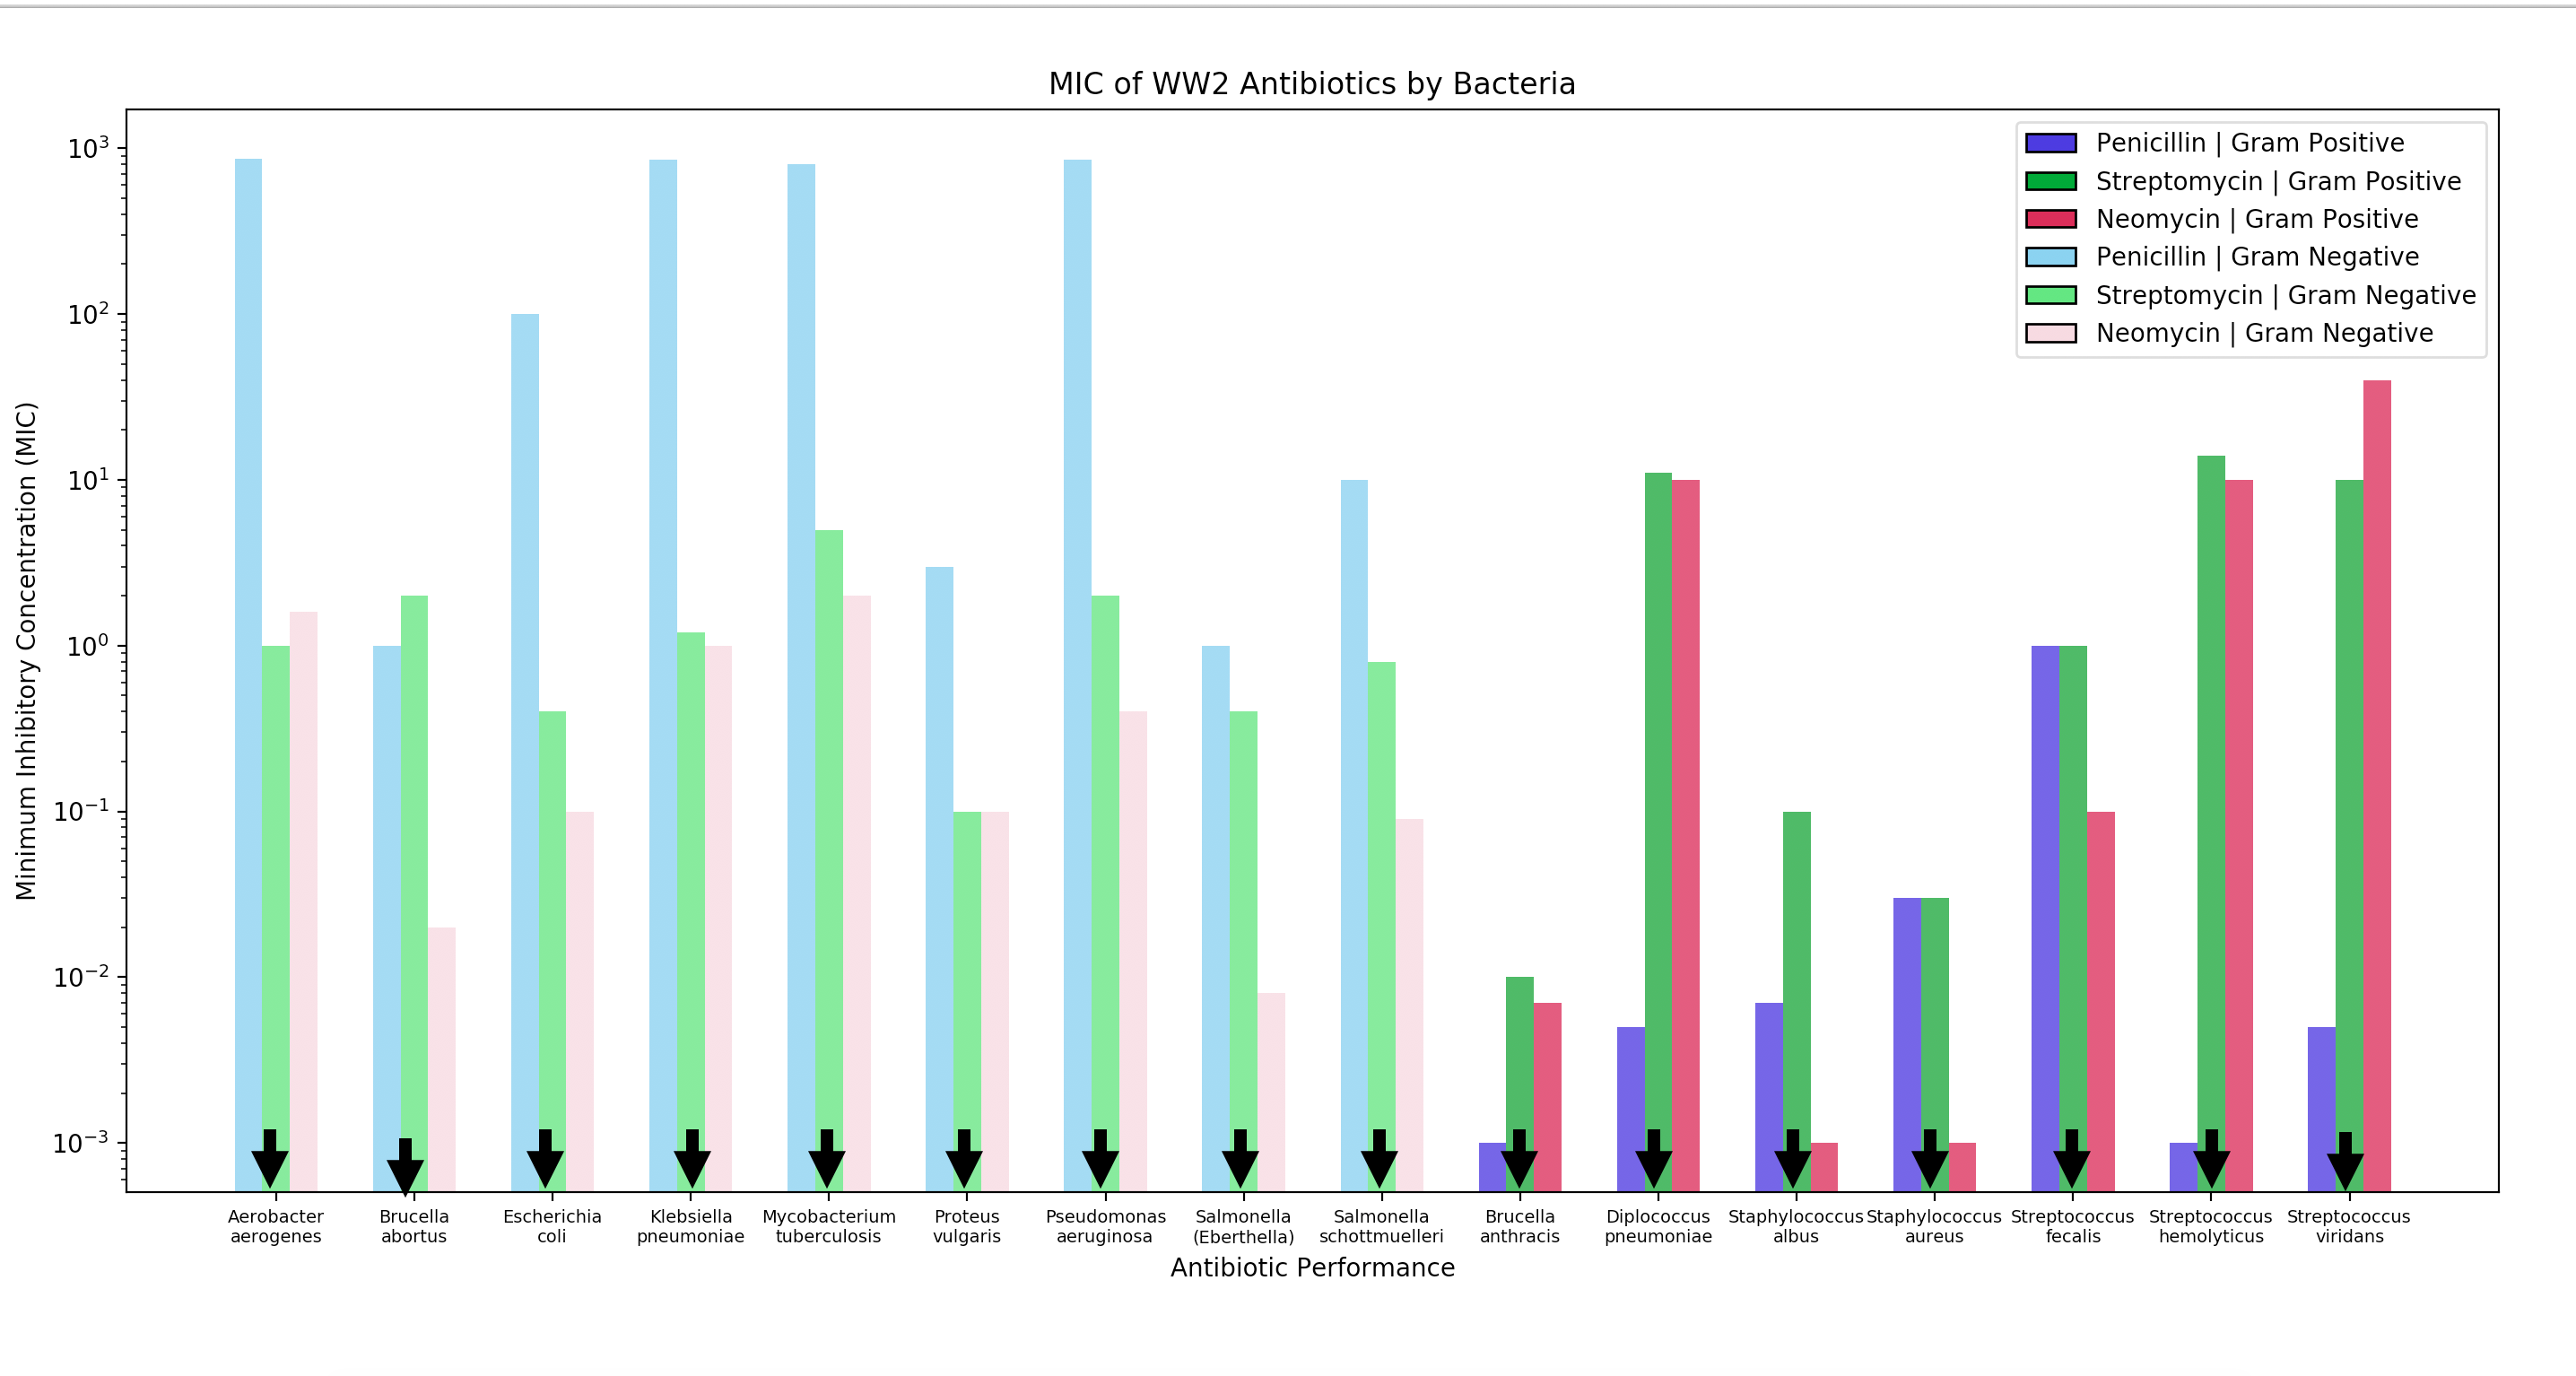 MIC of WW2 Antibiotics by Bacteria
Penicillin | Gram Positive
Streptomycin | Gram Positive
Neomycin | Gram Positive
Penicillin | Gram Negative
Streptomycin | Gram Negative
Neomycin | Gram Negative
Minimum Inhibitory Concentration (MIC)
10³
10²
10¹
10⁰
10⁻¹
10⁻²
10⁻³
Aerobacter
aerogenes
Brucella
abortus
Escherichia
coli
Klebsiella
pneumoniae
Mycobacterium
tuberculosis
Proteus
vulgaris
Pseudomonas
aeruginosa
Salmonella
(Eberthella)
Salmonella
schottmuelleri
Brucella
anthracis
Diplococcus
pneumoniae
Staphylococcus
albus
Staphylococcus
aureus
Streptococcus
fecalis
Streptococcus
hemolyticus
Streptococcus
viridans
Antibiotic Performance